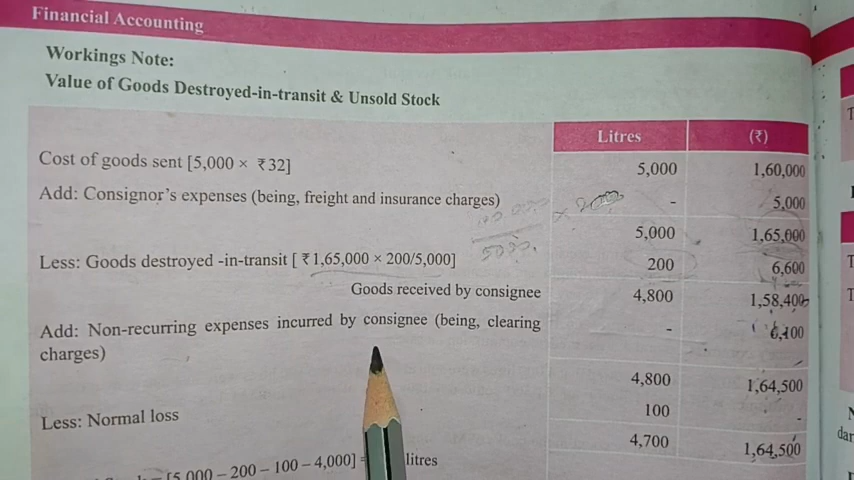 Financial Accounting
Workings Note:
Value of Goods Destroyed-in-transit & Unsold Stock
Litres (₹)
Cost of goods sent [5,000 × ₹32] 5,000 1,60,000
Add: Consignor's expenses (being, freight and insurance charges) - 5,000
5,000 1,65,000
Less: Goods destroyed -in-transit [ ₹1,65,000 × 200/5,000] 200 6,600
Goods received by consignee 4,800 1,58,400
Add: Non-recurring expenses incurred by consignee (being, clearing - 6,100
charges)
4,800 1,64,500
Less: Normal loss 100 -
4,700 1,64,500
[5,000 – 200 – 100 – 4,000] = litres